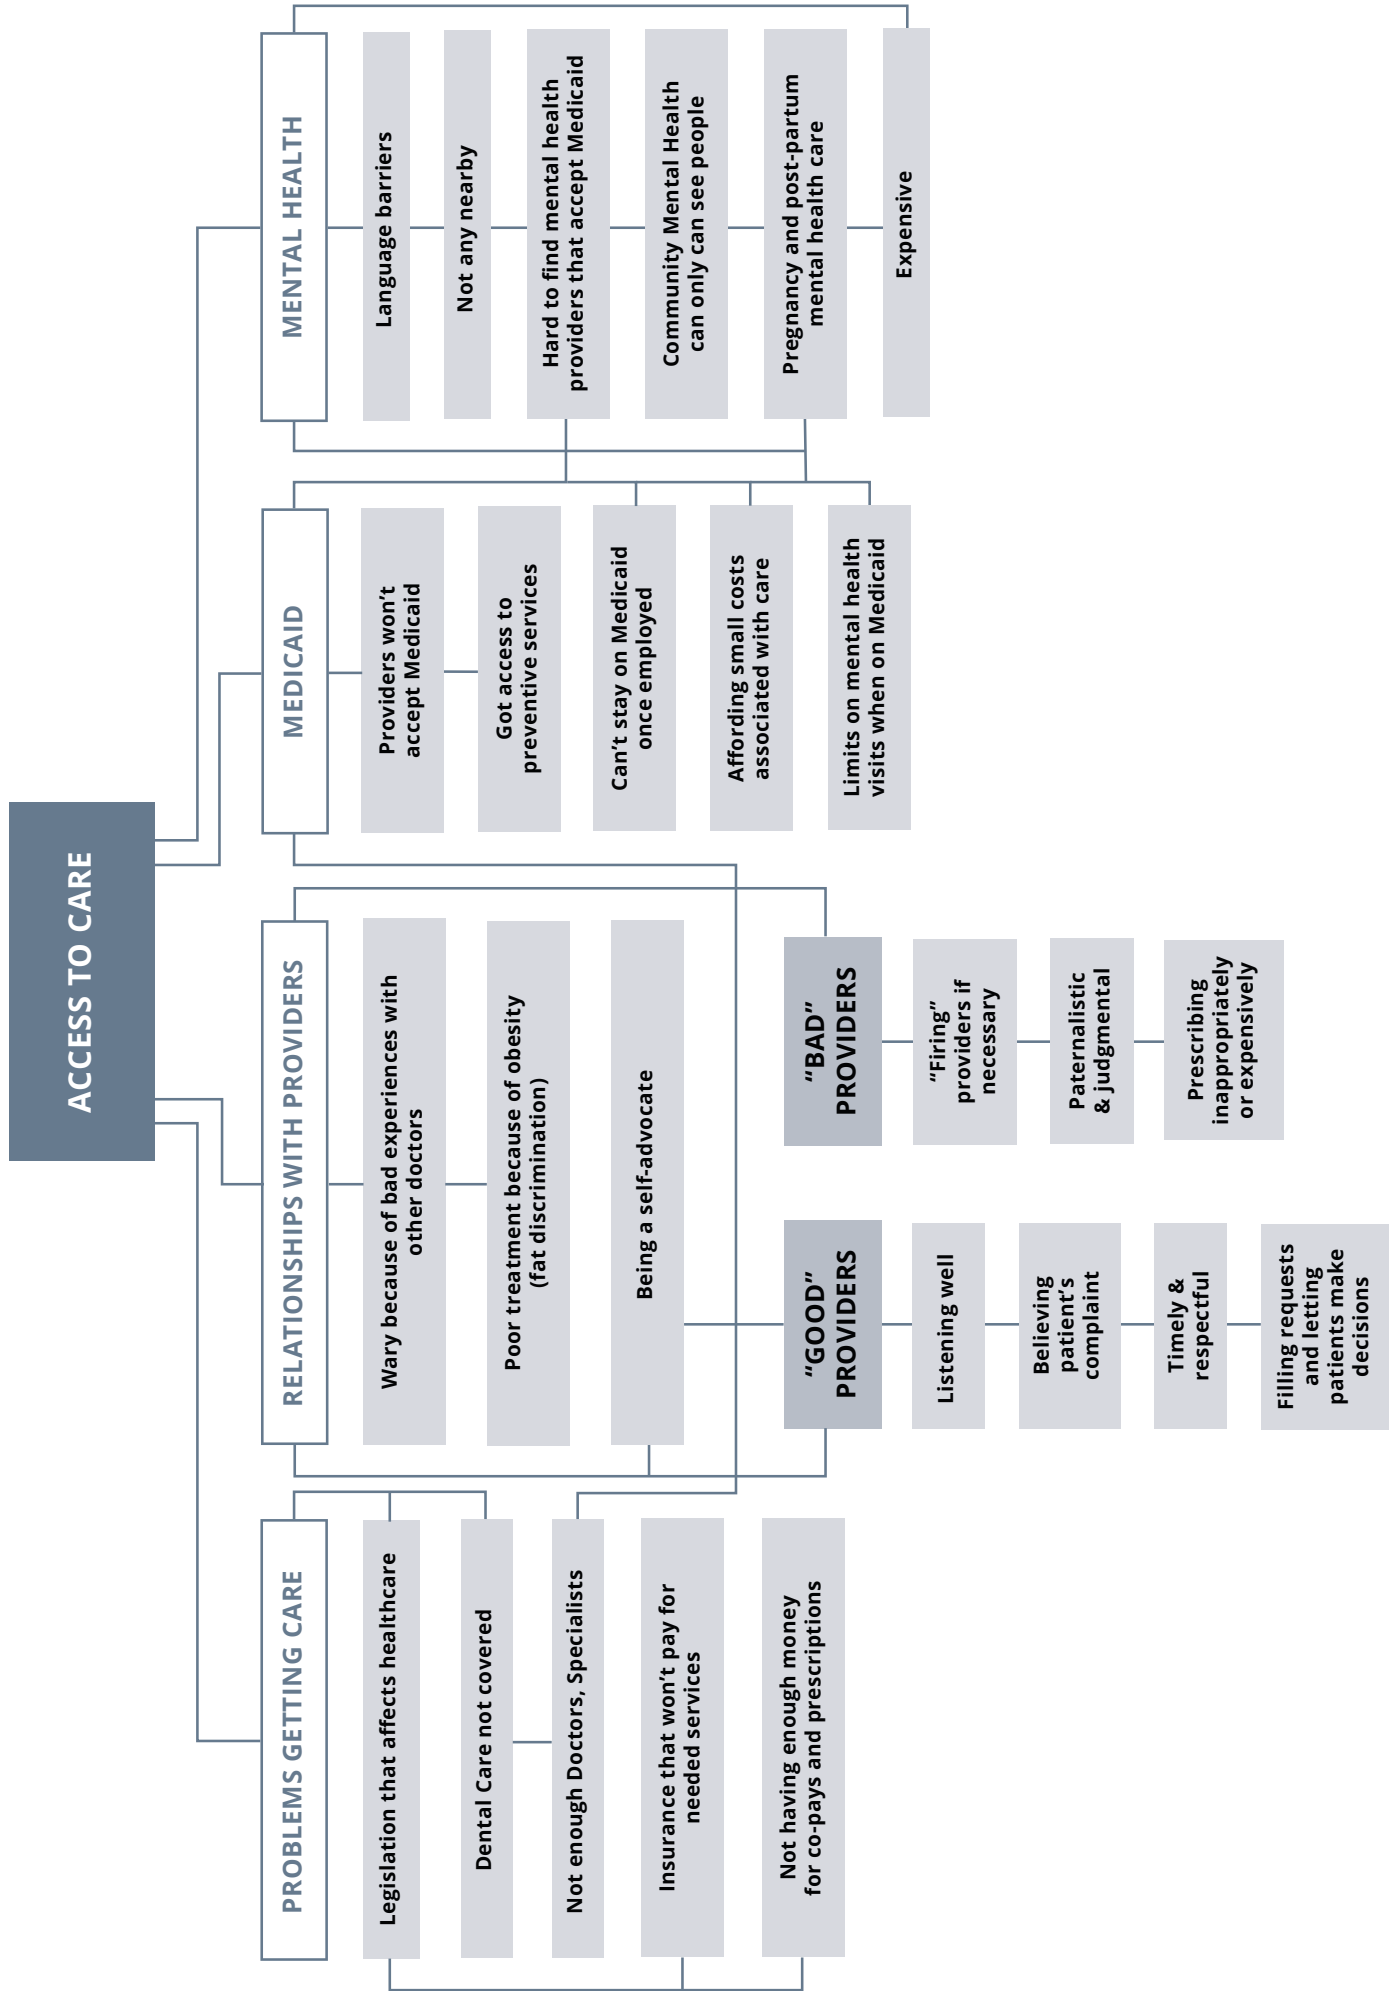 ACCESS TO CARE
PROBLEMS GETTING CARE
Legislation that affects healthcare
Dental Care not covered
Not enough Doctors, Specialists
Insurance that won’t pay for
needed services
Not having enough money
for co-pays and prescriptions
RELATIONSHIPS WITH PROVIDERS
Wary because of bad experiences with
other doctors
Poor treatment because of obesity
(fat discrimination)
Being a self-advocate
“GOOD”
PROVIDERS
Listening well
Believing
patient’s
complaint
Timely &
respectful
Filling requests
and letting
patients make
decisions
“BAD”
PROVIDERS
“Firing”
providers if
necessary
Paternalistic
& judgmental
Prescribing
inappropriately
or expensively
MEDICAID
Providers won’t
accept Medicaid
Got access to
preventive services
Can’t stay on Medicaid
once employed
Affording small costs
associated with care
Limits on mental health
visits when on Medicaid
MENTAL HEALTH
Language barriers
Not any nearby
Hard to find mental health
providers that accept Medicaid
Community Mental Health
can only can see people
Pregnancy and post-partum
mental health care
Expensive